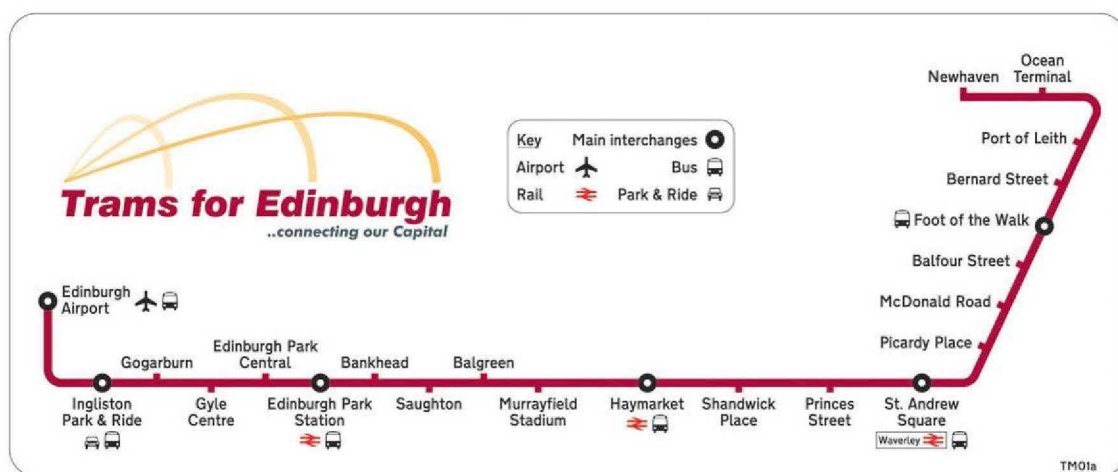 Trams for Edinburgh
..connecting our Capital
Key Main interchanges
Airport Bus
Rail Park & Ride
Newhaven
Ocean
Terminal
Port of Leith
Bernard Street
Foot of the Walk
Balfour Street
McDonald Road
Picardy Place
Edinburgh
Airport
Ingliston
Park & Ride
Gogarburn
Gyle
Centre
Edinburgh Park
Central
Edinburgh Park
Station
Bankhead
Saughton
Balgreen
Murrayfield
Stadium
Haymarket
Shandwick
Place
Princes
Street
St. Andrew
Square
Waverley
TM01a